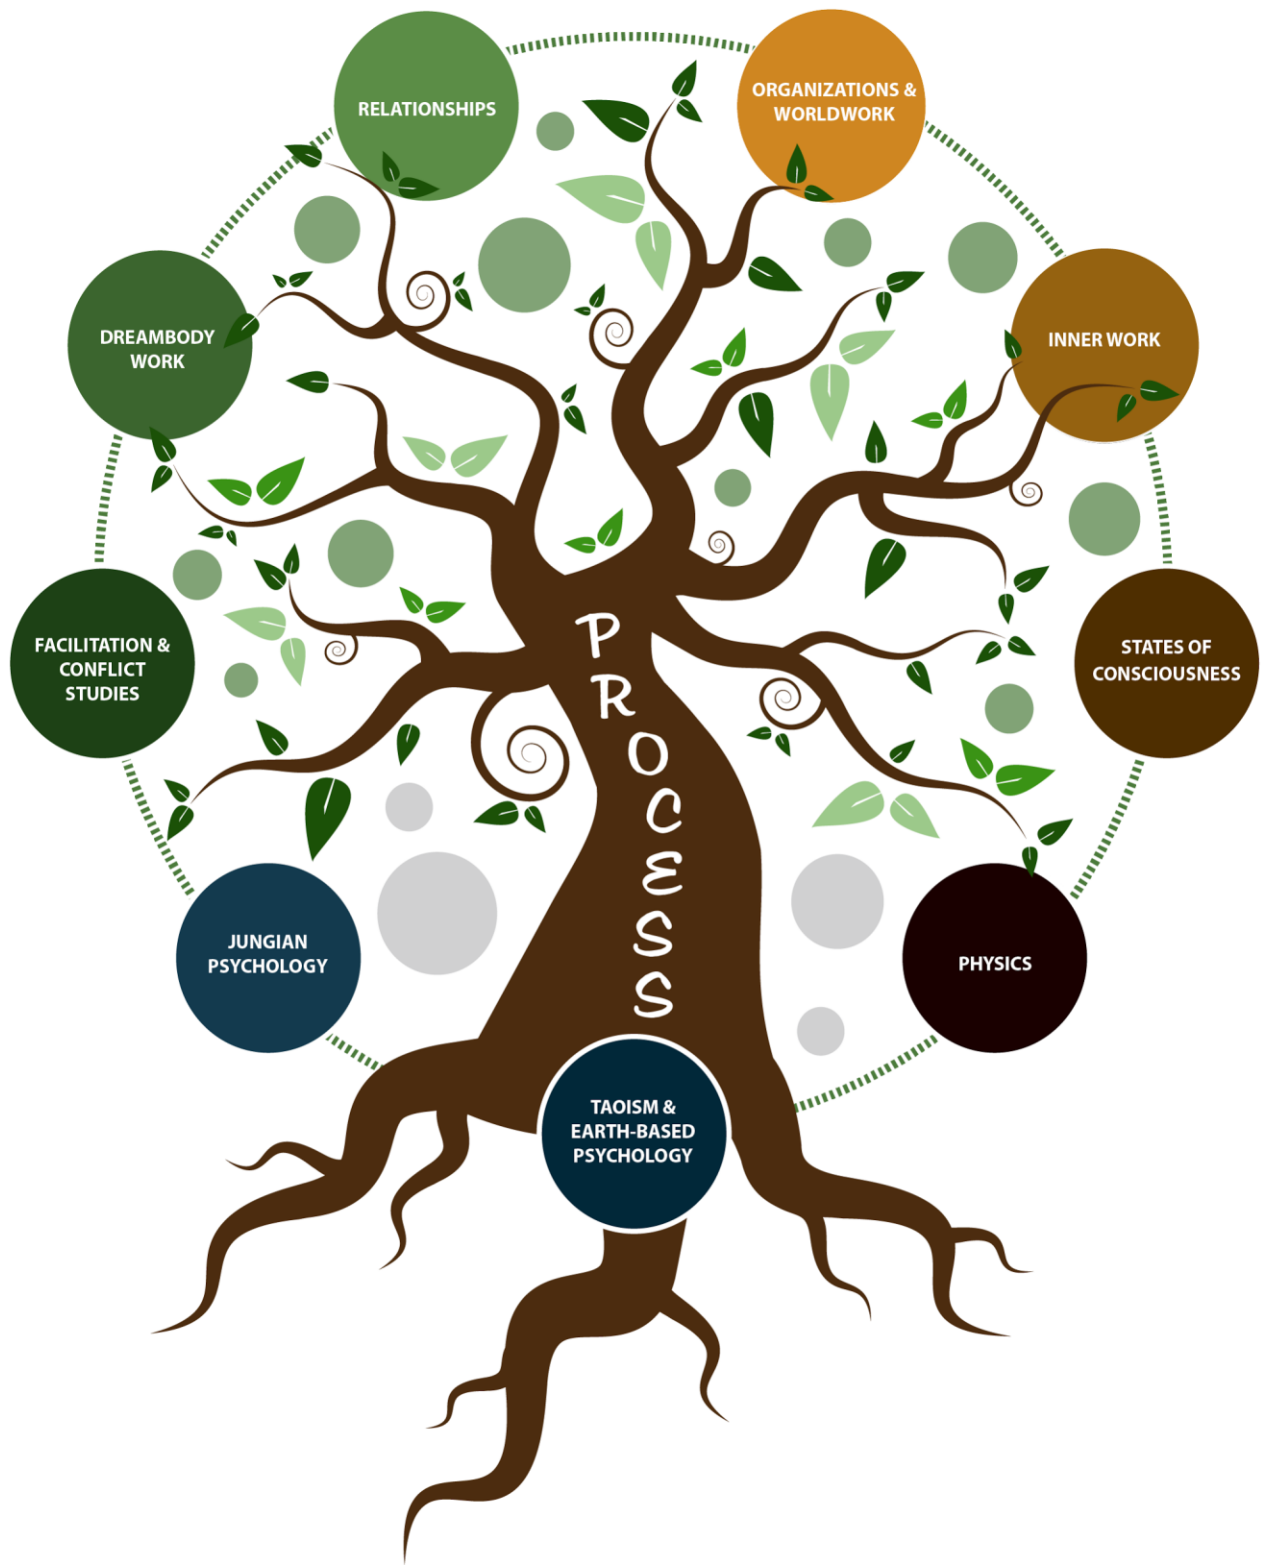 RELATIONSHIPS
ORGANIZATIONS &
WORLDWORK
DREAMBODY
WORK
INNER WORK
FACILITATION &
CONFLICT
STUDIES
STATES OF
CONSCIOUSNESS
PROCESS
JUNGIAN
PSYCHOLOGY
PHYSICS
TAOISM &
EARTH-BASED
PSYCHOLOGY